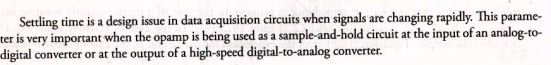 Settling time is a design issue in data acquisition circuits when signals are changing rapidly. This parame-
ter is very important when the opamp is being used as a sample-and-hold circuit at the input of an analog-to-
digital converter or at the output of a high-speed digital-to-analog converter.